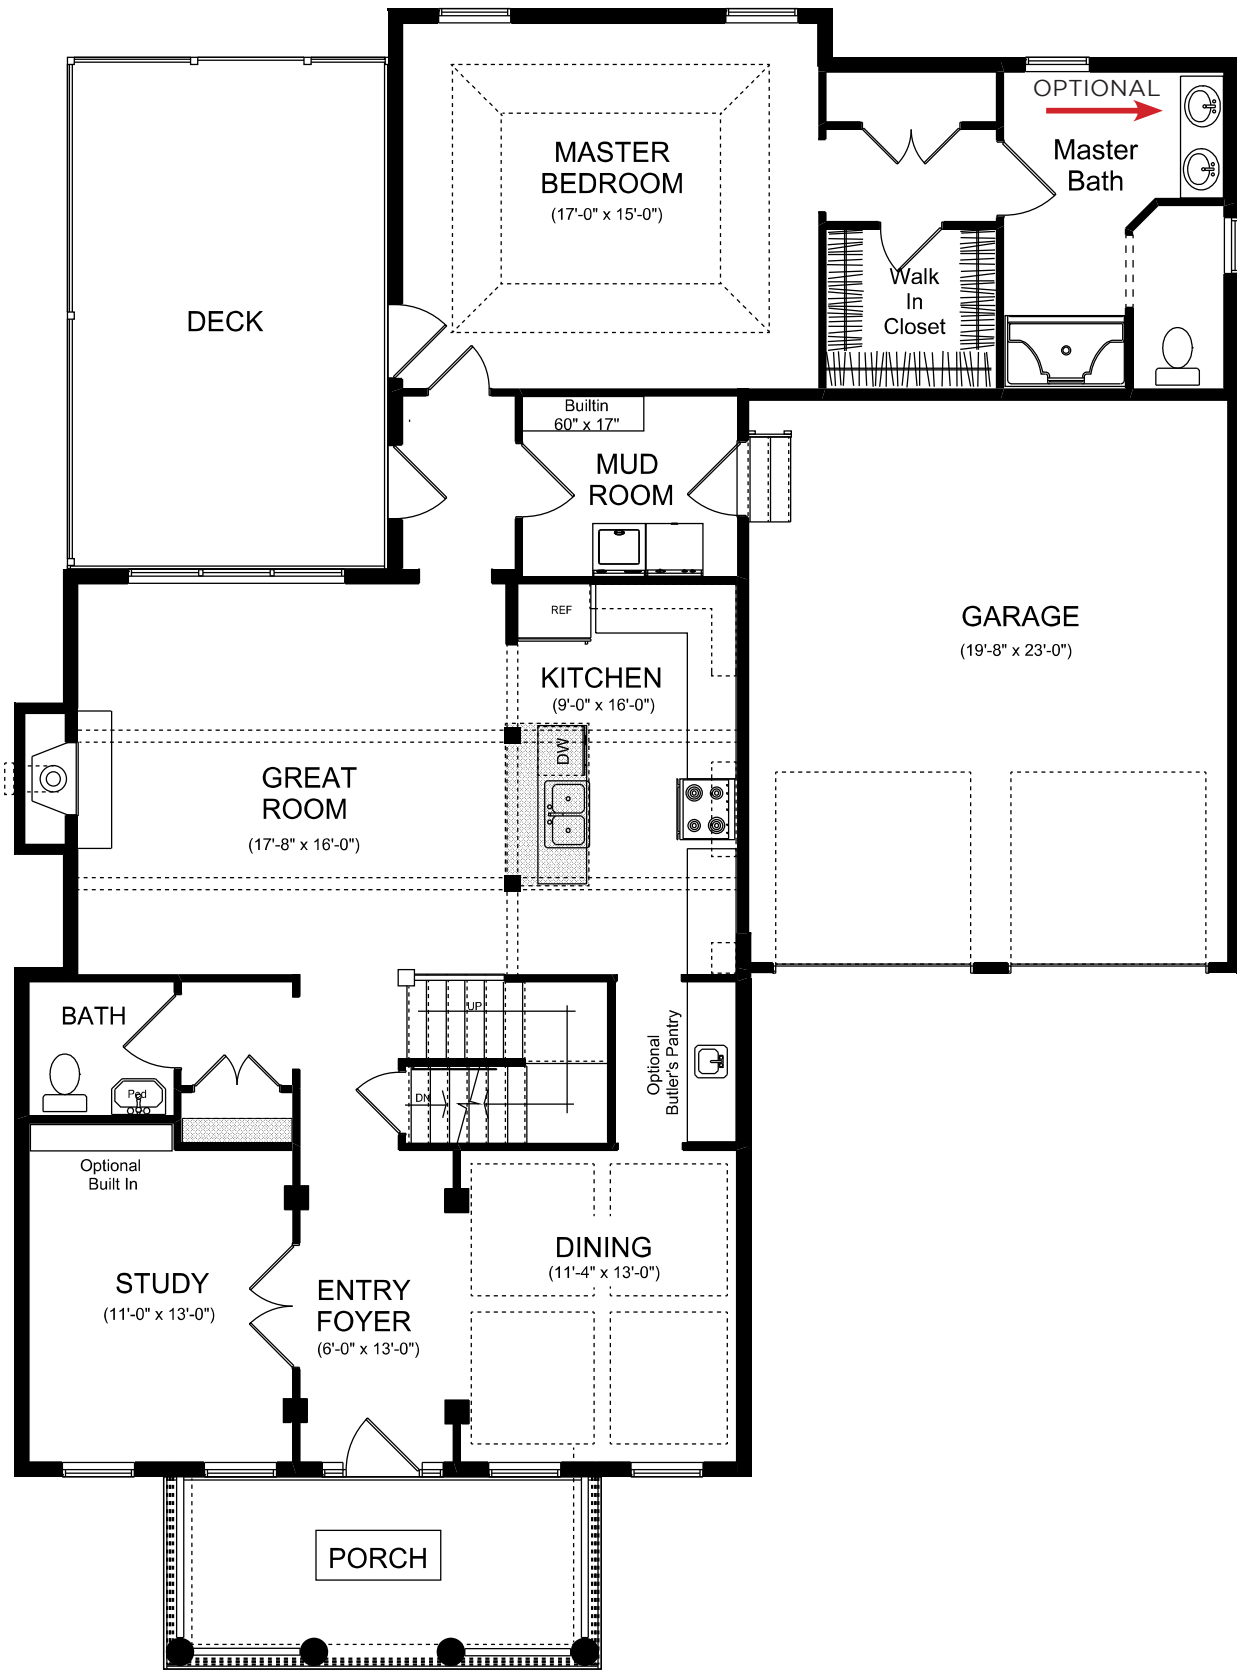 OPTIONAL
Master
Bath
MASTER
BEDROOM
(17'-0" x 15'-0")
Walk
In
Closet
DECK
Builtin
60" x 17"
MUD
ROOM
REF
KITCHEN
(9'-0" x 16'-0")
GARAGE
(19'-8" x 23'-0")
DW
GREAT
ROOM
(17'-8" x 16'-0")
BATH
Ped
UP
DN
Optional
Butler's Pantry
Optional
Built In
STUDY
(11'-0" x 13'-0")
ENTRY
FOYER
(6'-0" x 13'-0")
DINING
(11'-4" x 13'-0")
PORCH